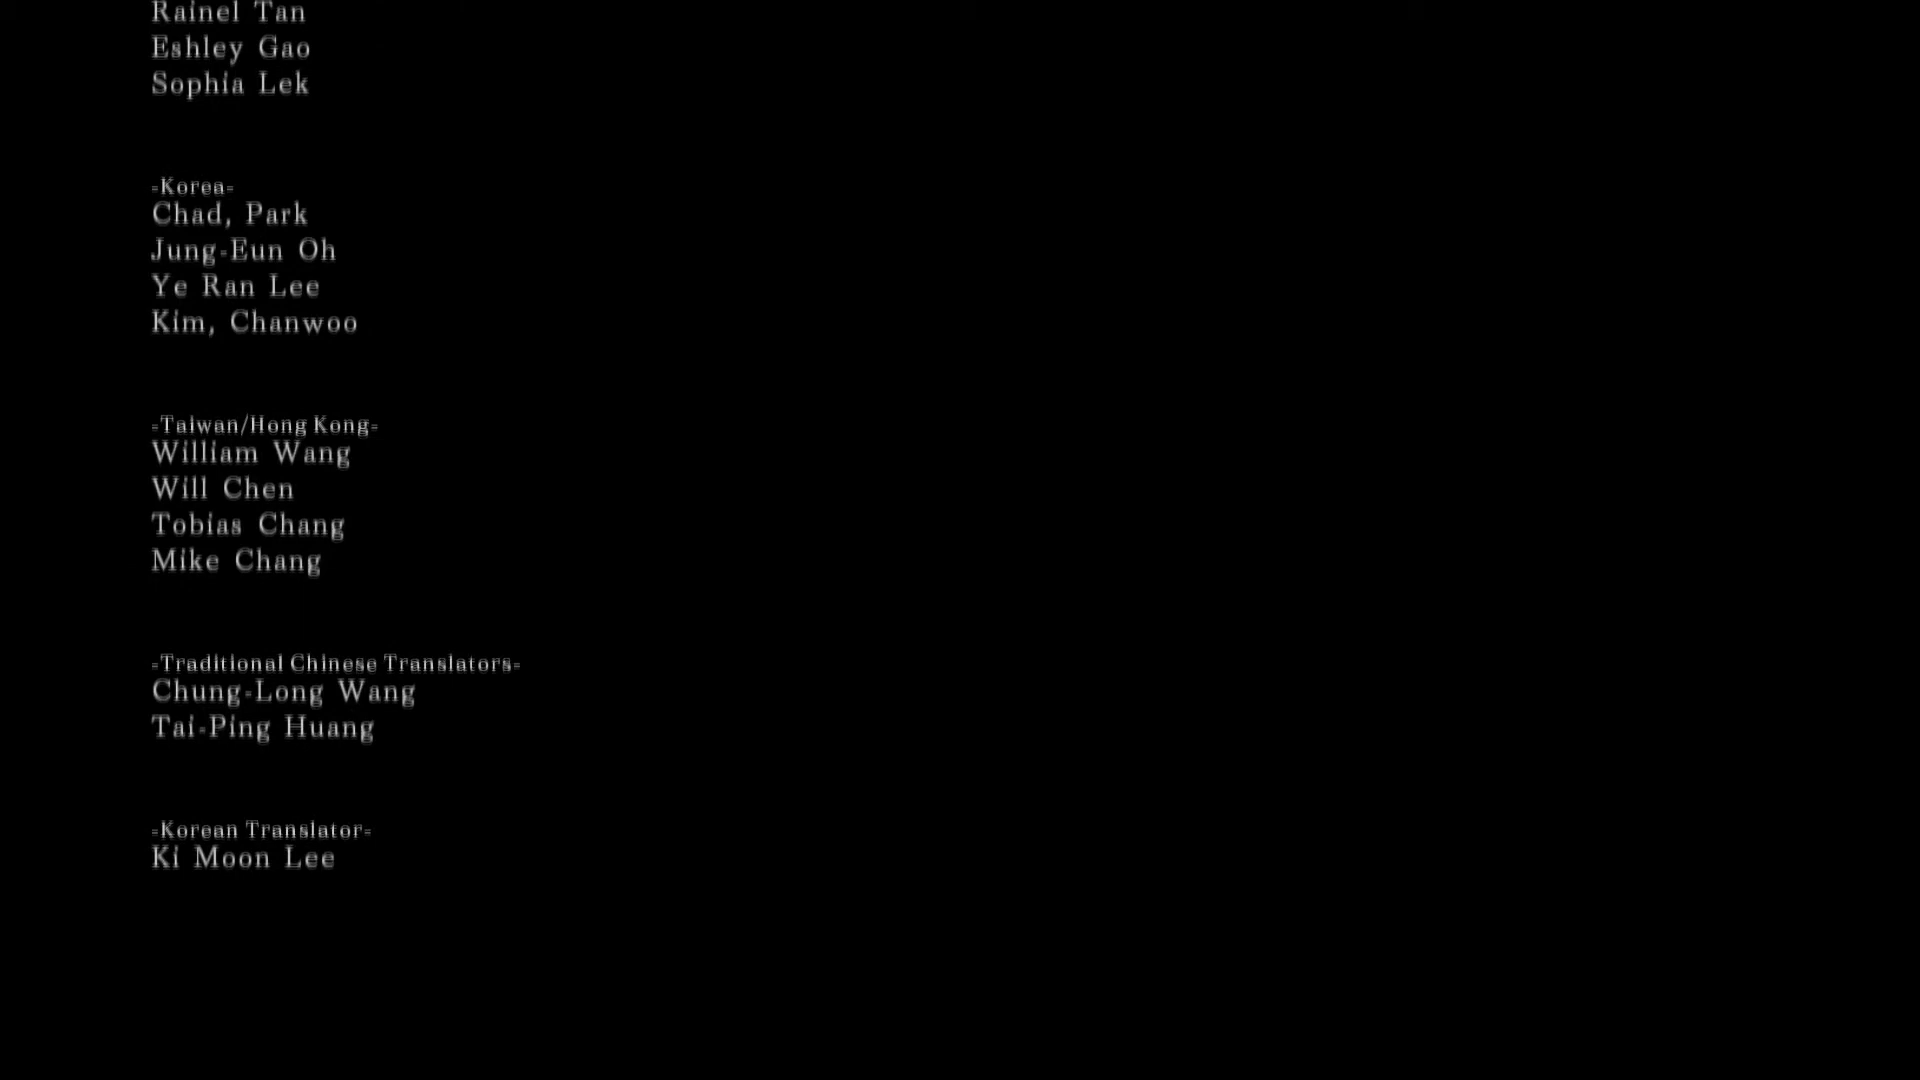 Rainel Tan
Eshley Gao
Sophia Lek
-Korea-
Chad, Park
Jung-Eun Oh
Ye Ran Lee
Kim, Chanwoo
-Taiwan/Hong Kong-
William Wang
Will Chen
Tobias Chang
Mike Chang
-Traditional Chinese Translators-
Chung-Long Wang
Tai-Ping Huang
-Korean Translator-
Ki Moon Lee